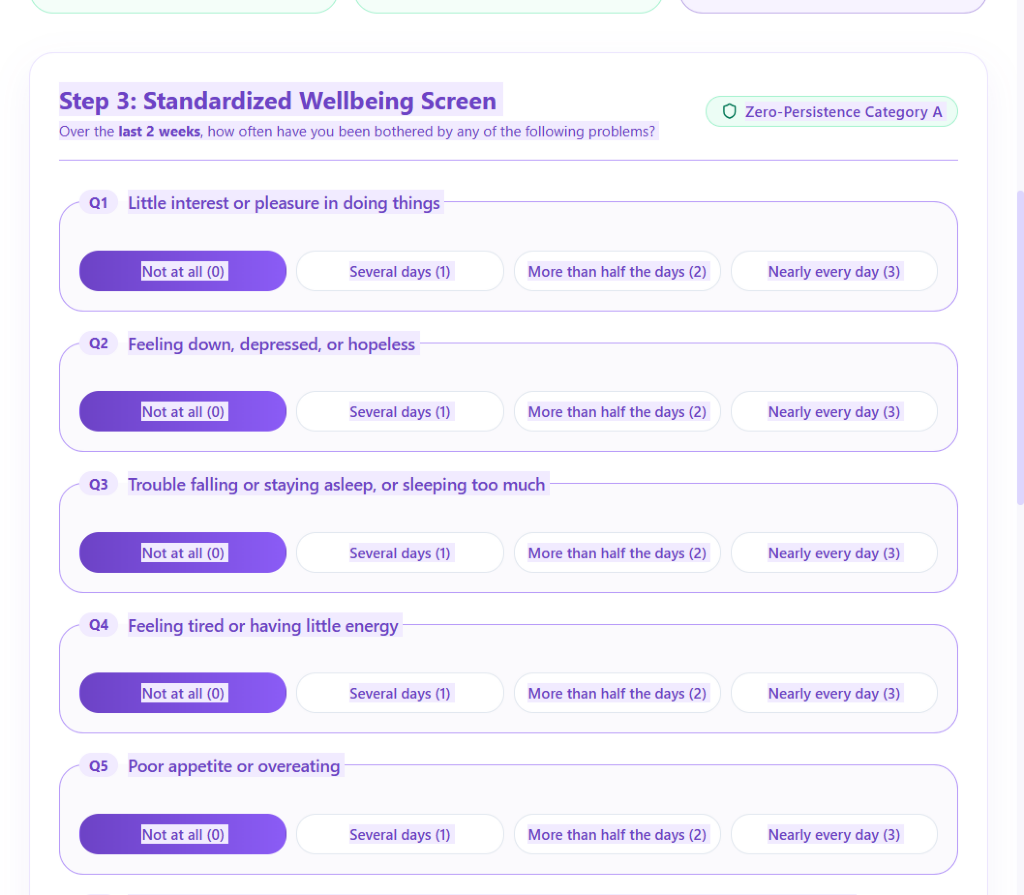 Step 3: Standardized Wellbeing Screen
Over the last 2 weeks, how often have you been bothered by any of the following problems?
Zero-Persistence Category A
Q1 Little interest or pleasure in doing things
Not at all (0) Several days (1) More than half the days (2) Nearly every day (3)
Q2 Feeling down, depressed, or hopeless
Not at all (0) Several days (1) More than half the days (2) Nearly every day (3)
Q3 Trouble falling or staying asleep, or sleeping too much
Not at all (0) Several days (1) More than half the days (2) Nearly every day (3)
Q4 Feeling tired or having little energy
Not at all (0) Several days (1) More than half the days (2) Nearly every day (3)
Q5 Poor appetite or overeating
Not at all (0) Several days (1) More than half the days (2) Nearly every day (3)